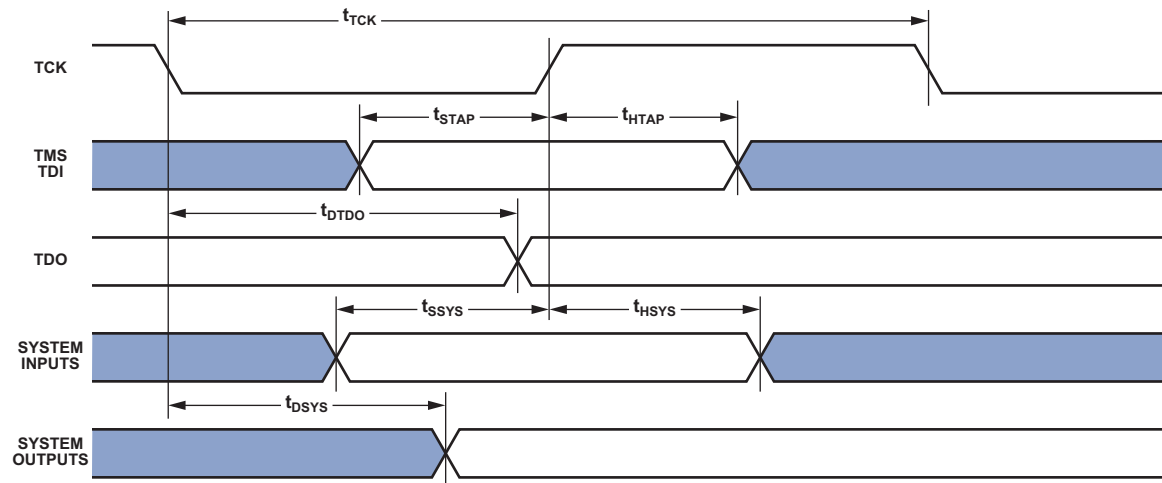 tTCK
TCK
tSTAP
tHTAP
TMS
TDI
tDTDO
TDO
tSSYS
tHSYS
SYSTEM
INPUTS
tDSYS
SYSTEM
OUTPUTS